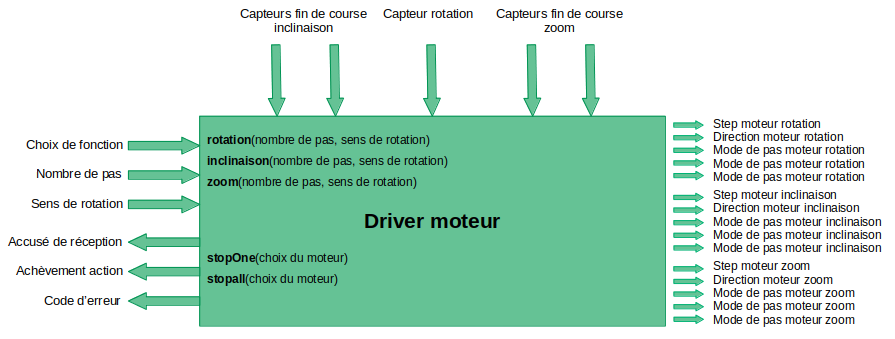 Capteurs fin de course
inclinaison
Capteur rotation
Capteurs fin de course
zoom
Choix de fonction
Nombre de pas
Sens de rotation
Accusé de réception
Achèvement action
Code d'erreur
rotation(nombre de pas, sens de rotation)
inclinaison(nombre de pas, sens de rotation)
zoom(nombre de pas, sens de rotation)
Driver moteur
stopOne(choix du moteur)
stopall(choix du moteur)
Step moteur rotation
Direction moteur rotation
Mode de pas moteur rotation
Mode de pas moteur rotation
Mode de pas moteur rotation
Step moteur inclinaison
Direction moteur inclinaison
Mode de pas moteur inclinaison
Mode de pas moteur inclinaison
Mode de pas moteur inclinaison
Step moteur zoom
Direction moteur zoom
Mode de pas moteur zoom
Mode de pas moteur zoom
Mode de pas moteur zoom